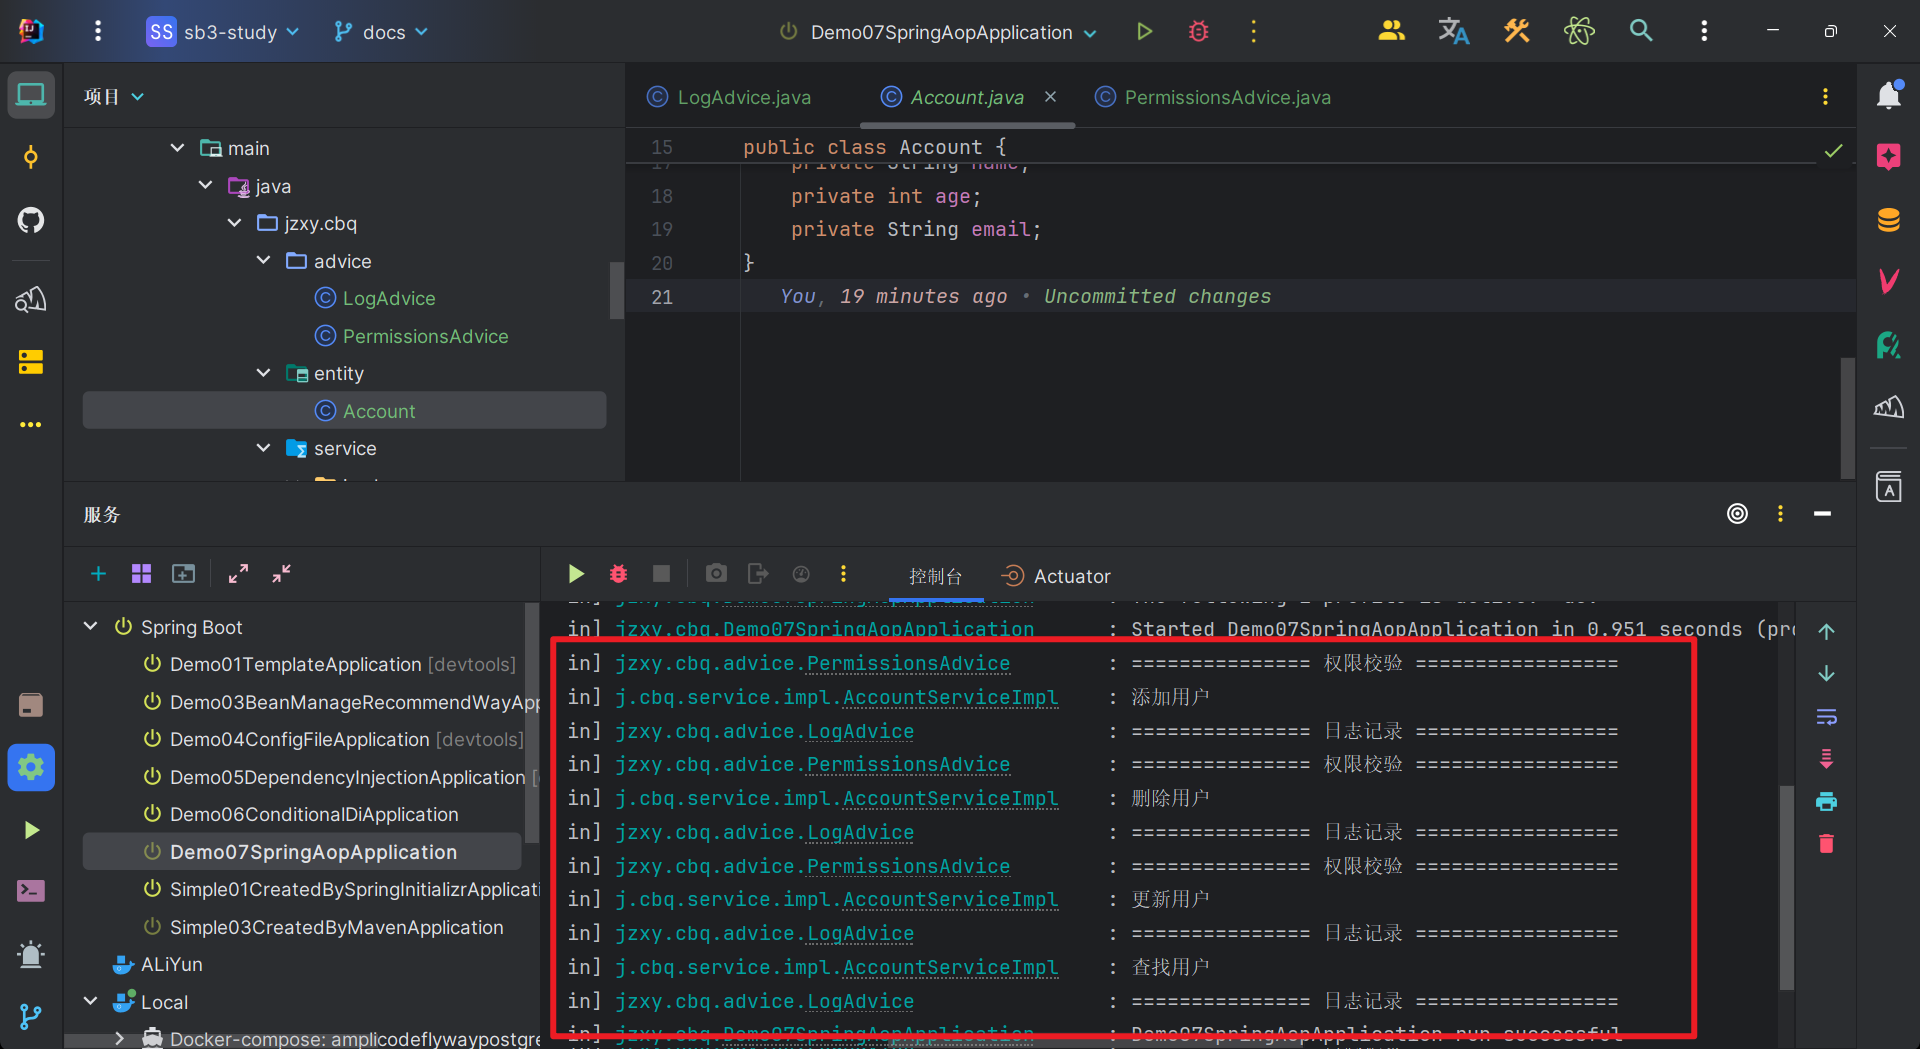 SS sb3-study docs Demo07SpringAopApplication
项目
main
java
jzxy.cbq
advice
LogAdvice
PermissionsAdvice
entity
Account
service
LogAdvice.java Account.java PermissionsAdvice.java
15 public class Account {
private String name;
18 private int age;
19 private String email;
20 }
21 You, 19 minutes ago • Uncommitted changes
服务
控制台 Actuator
Spring Boot
Demo01TemplateApplication [devtools]
Demo03BeanManageRecommendWayApp
Demo04ConfigFileApplication [devtools]
Demo05DependencyInjectionApplication [
Demo06ConditionalDiApplication
Demo07SpringAopApplication
Simple01CreatedBySpringInitializrApplicati
Simple03CreatedByMavenApplication
ALiYun
Local
Docker-compose: amplicodeflywaypostgre
in] jzxy.cbq.Demo07SpringAopApplication : Started Demo07SpringAopApplication in 0.951 seconds (pro
in] jzxy.cbq.advice.PermissionsAdvice : =============== 权限校验 =================
in] j.cbq.service.impl.AccountServiceImpl : 添加用户
in] jzxy.cbq.advice.LogAdvice : =============== 日志记录 =================
in] jzxy.cbq.advice.PermissionsAdvice : =============== 权限校验 =================
in] j.cbq.service.impl.AccountServiceImpl : 删除用户
in] jzxy.cbq.advice.LogAdvice : =============== 日志记录 =================
in] jzxy.cbq.advice.PermissionsAdvice : =============== 权限校验 =================
in] j.cbq.service.impl.AccountServiceImpl : 更新用户
in] jzxy.cbq.advice.LogAdvice : =============== 日志记录 =================
in] j.cbq.service.impl.AccountServiceImpl : 查找用户
in] jzxy.cbq.advice.LogAdvice : =============== 日志记录 =================
in] jzxy.cbq.Demo07SpringAopApplication : Demo07SpringAopApplication run successful